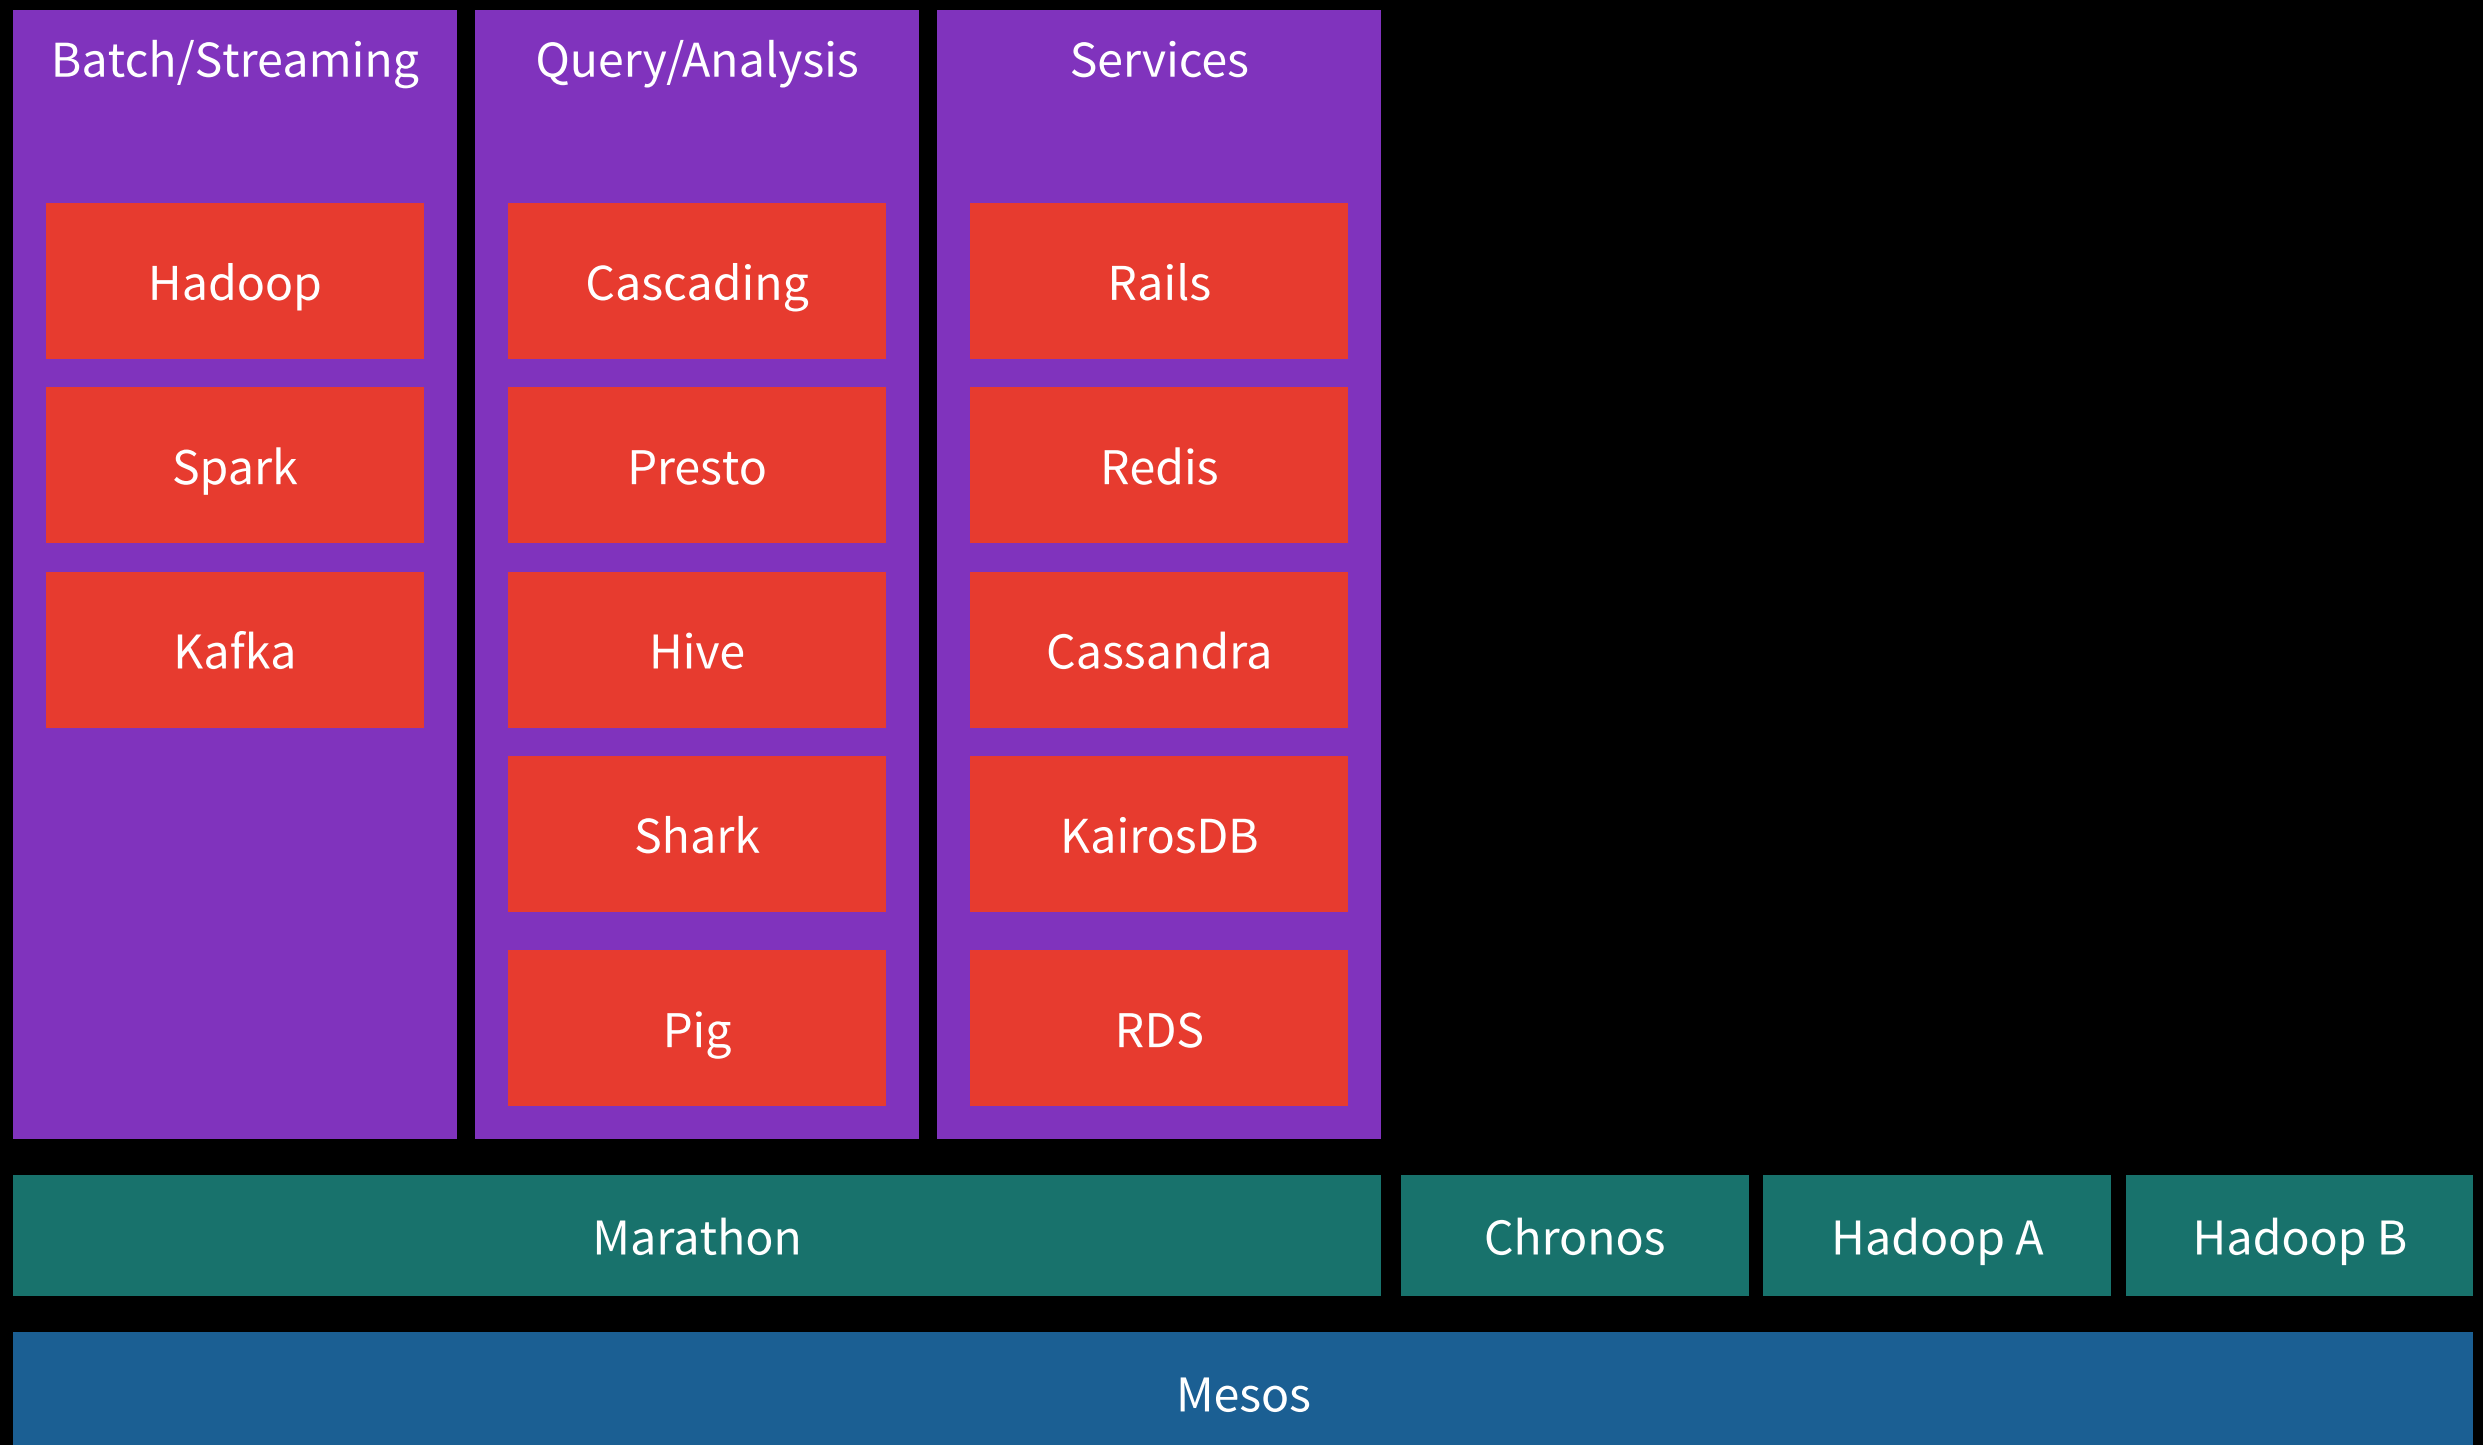 Batch/Streaming
Hadoop
Spark
Kafka
Query/Analysis
Cascading
Presto
Hive
Shark
Pig
Services
Rails
Redis
Cassandra
KairosDB
RDS
Marathon
Chronos
Hadoop A
Hadoop B
Mesos